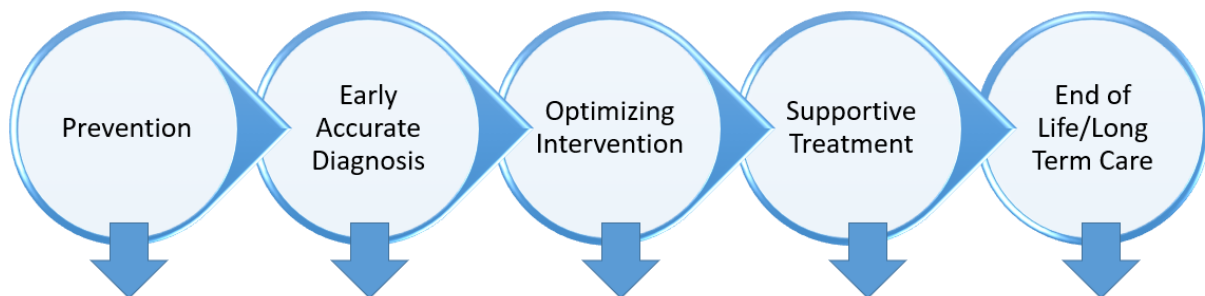 Prevention
Early
Accurate
Diagnosis
Optimizing
Intervention
Supportive
Treatment
End of
Life/Long
Term Care